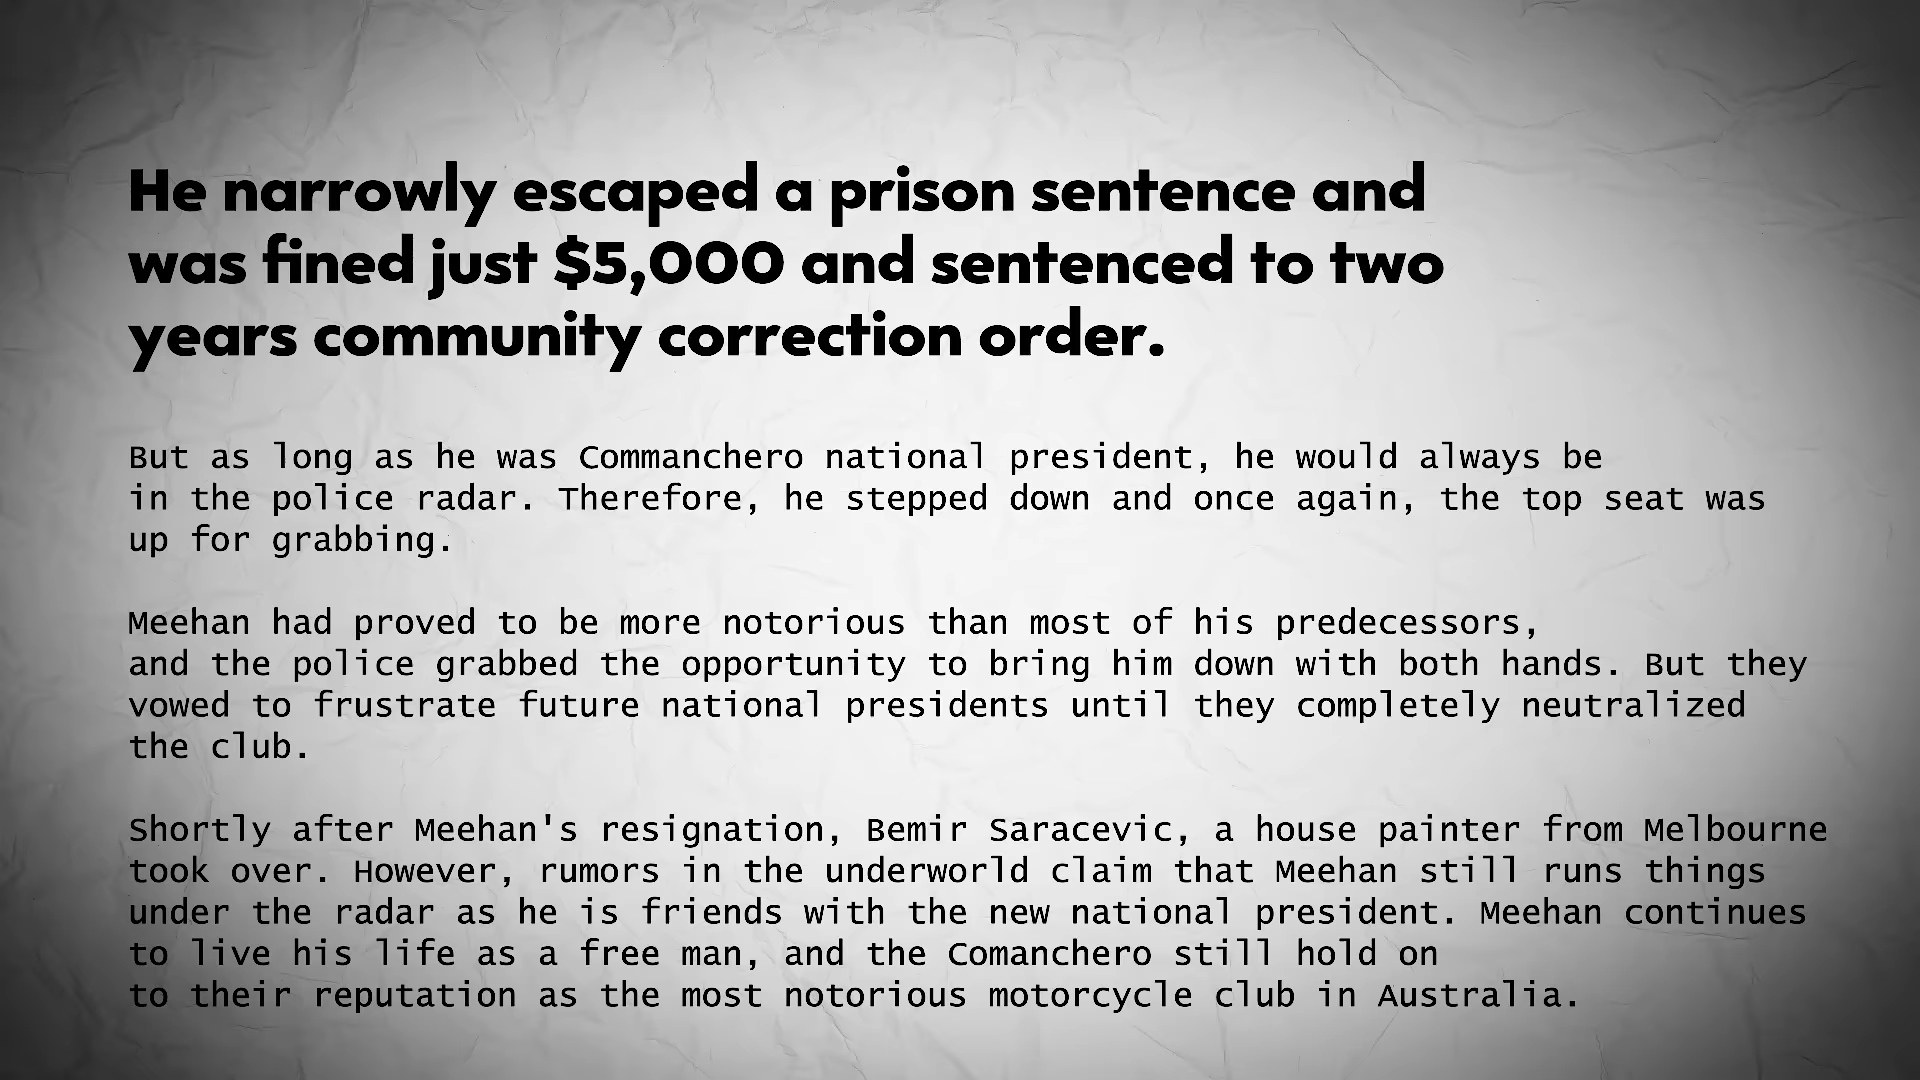 He narrowly escaped a prison sentence and
was fined just $5,000 and sentenced to two
years community correction order.
But as long as he was Commanchero national president, he would always be
in the police radar. Therefore, he stepped down and once again, the top seat was
up for grabbing.
Meehan had proved to be more notorious than most of his predecessors,
and the police grabbed the opportunity to bring him down with both hands. But they
vowed to frustrate future national presidents until they completely neutralized
the club.
Shortly after Meehan's resignation, Bemir Saracevic, a house painter from Melbourne
took over. However, rumors in the underworld claim that Meehan still runs things
under the radar as he is friends with the new national president. Meehan continues
to live his life as a free man, and the Comanchero still hold on
to their reputation as the most notorious motorcycle club in Australia.